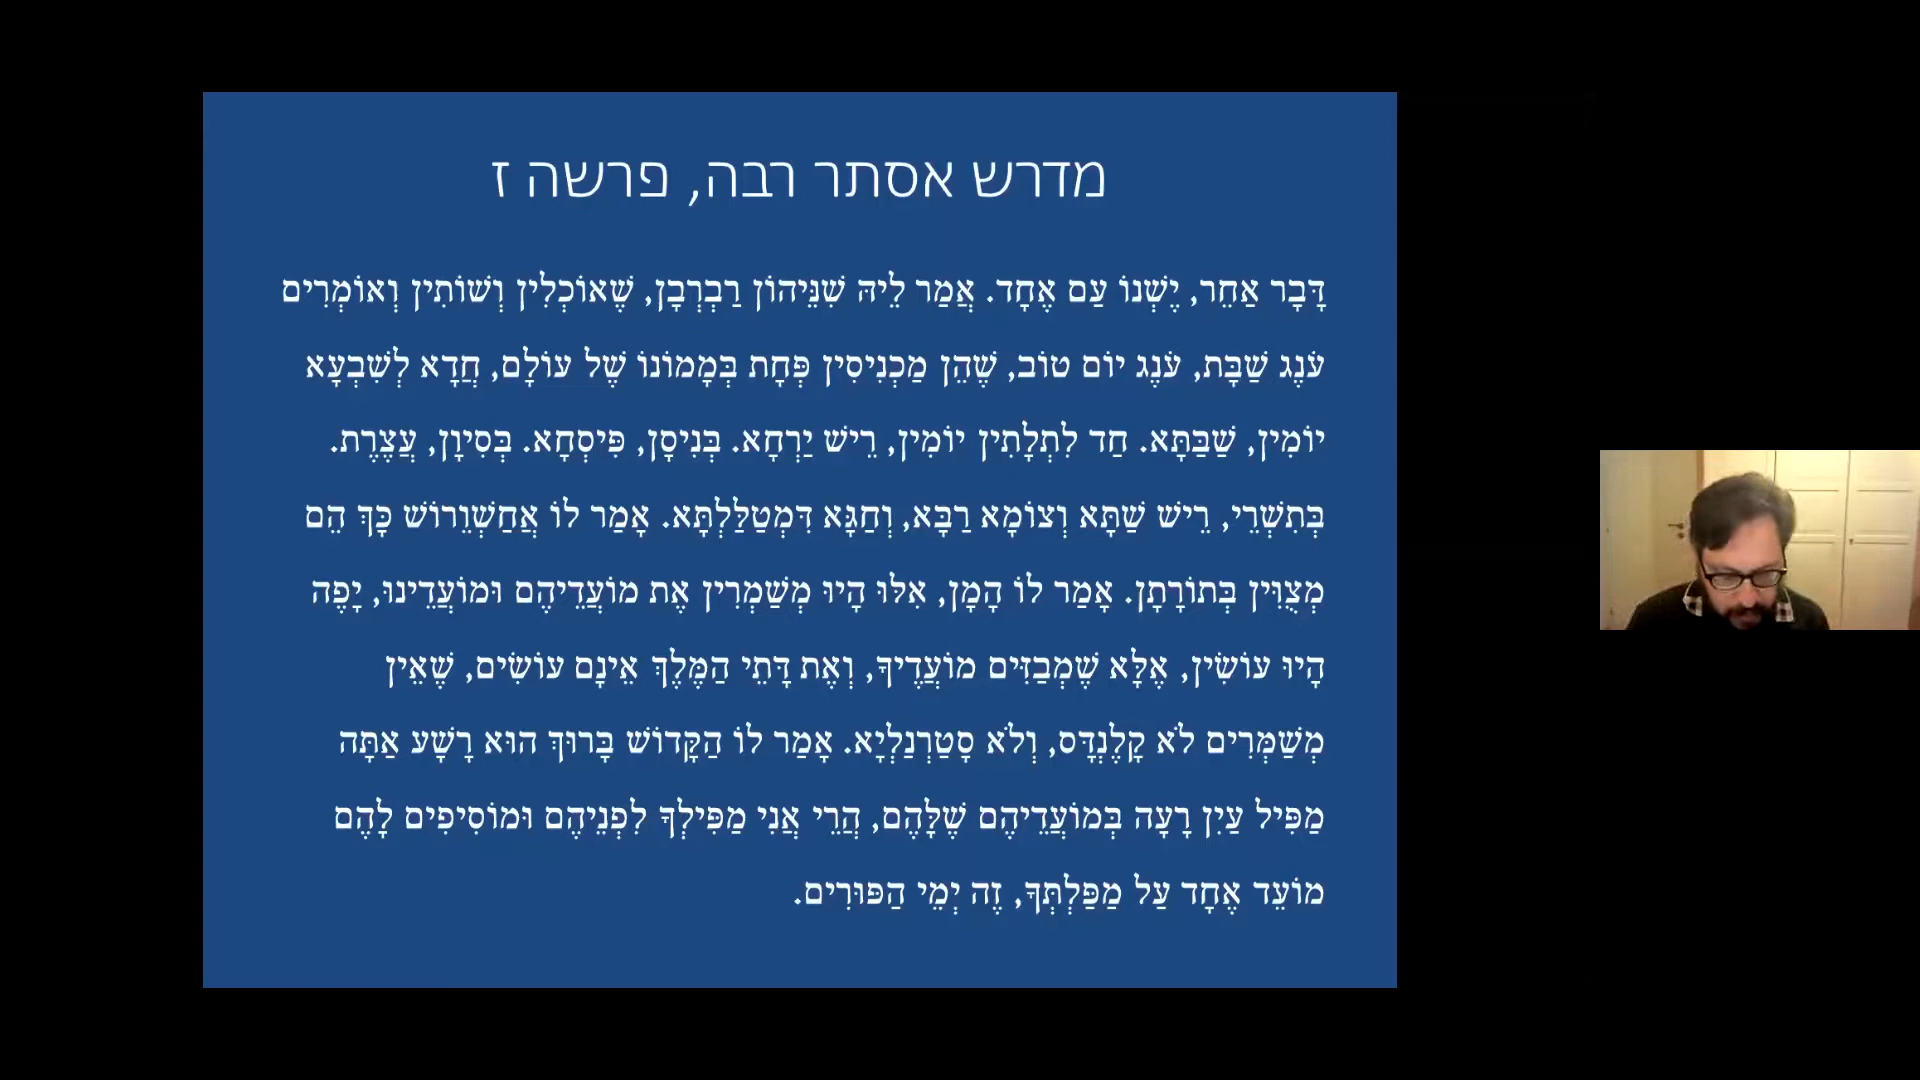 מדרש אסתר רבה, פרשה ז
דָּבָר אַחֵר, יֶשְׁנוֹ עַם אֶחָד. אֲמַר לֵיהּ שִׁנֵּיהוֹן רַבְרְבָן, שֶׁאוֹכְלִין וְשׁוֹתִין וְאוֹמְרִים
עֹנֶג שַׁבָּת, עֹנֶג יוֹם טוֹב, שֶׁהֵן מַכְנִיסִין פְּחָת בְּמָמוֹנוֹ שֶׁל עוֹלָם, חֲדָא לְשִׁבְעָא
יוֹמִין, שַׁבַּתָּא. חַד לִתְלָתִין יוֹמִין, רֵישׁ יַרְחָא. בְּנִיסָן, פִּיסְחָא. בְּסִיוָן, עֲצֶרֶת.
בְּתִשְׁרֵי, רֵישׁ שַׁתָּא וְצוֹמָא רַבָּא, וְחַגָּא דִּמְטַלַּלְתָּא. אָמַר לוֹ אֲחַשְׁוֵרוֹשׁ כָּךְ הֵם
מְצֻוִּין בְּתוֹרָתָן. אָמַר לוֹ הָמָן, אִלּוּ הָיוּ מְשַׁמְּרִין אֶת מוֹעֲדֵיהֶם וּמוֹעֲדֵינוּ, יָפֶה
הָיוּ עוֹשִׂין, אֶלָּא שֶׁמְבַזִּים מוֹעֲדֶיךָ, וְאֶת דָּתֵי הַמֶּלֶךְ אֵינָם עוֹשִׂים, שֶׁאֵין
מְשַׁמְּרִים לֹא קָלֶנְדָּס, וְלֹא סָטַרְנַלְיָא. אָמַר לוֹ הַקָּדוֹשׁ בָּרוּךְ הוּא רָשָׁע אַתָּה
מַפִּיל עַיִן רָעָה בְּמוֹעֲדֵיהֶם שֶׁלָּהֶם, הֲרֵי אֲנִי מַפִּילְךָ לִפְנֵיהֶם וּמוֹסִיפִים לָהֶם
מוֹעֵד אֶחָד עַל מַפַּלְתְּךָ, זֶה יְמֵי הַפּוּרִים.